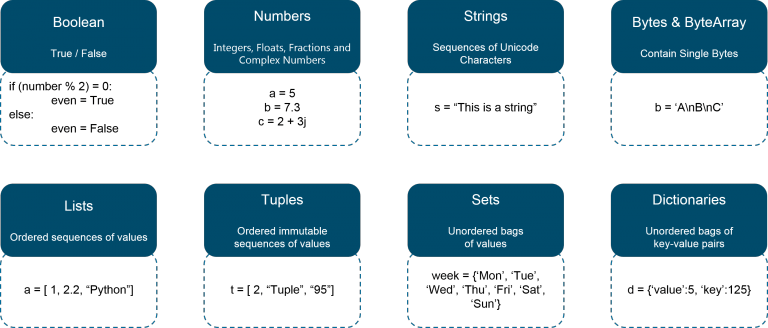 Boolean
True / False
if (number % 2) = 0:
even = True
else:
even = False
Numbers
Integers, Floats, Fractions and
Complex Numbers
a = 5
b = 7.3
c = 2 + 3j
Strings
Sequences of Unicode
Characters
s = “This is a string”
Bytes & ByteArray
Contain Single Bytes
b = ‘A\nB\nC’
Lists
Ordered sequences of values
a = [ 1, 2.2, “Python”]
Tuples
Ordered immutable
sequences of values
t = [ 2, “Tuple”, “95”]
Sets
Unordered bags
of values
week = {‘Mon’, ‘Tue’,
‘Wed’, ‘Thu’, ‘Fri’, ‘Sat’,
‘Sun’}
Dictionaries
Unordered bags of
key-value pairs
d = {‘value’:5, ‘key’:125}